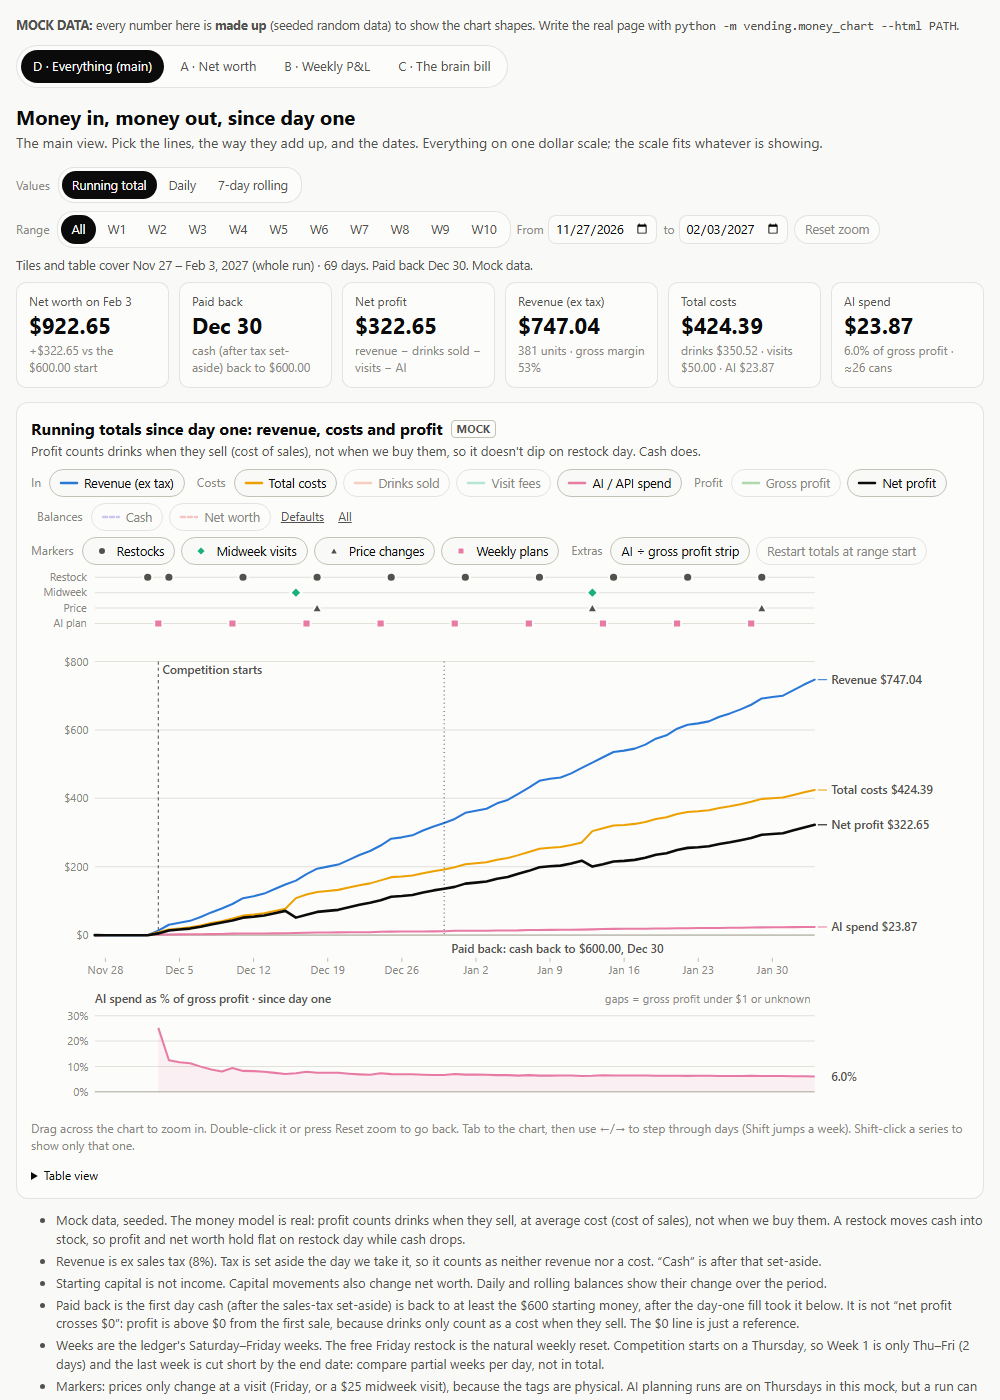 MOCK DATA: every number here is made up (seeded random data) to show the chart shapes. Write the real page with python -m vending.money_chart --html PATH.
D · Everything (main) A · Net worth B · Weekly P&L C · The brain bill
Money in, money out, since day one
The main view. Pick the lines, the way they add up, and the dates. Everything on one dollar scale; the scale fits whatever is showing.
Values Running total Daily 7-day rolling
Range All W1 W2 W3 W4 W5 W6 W7 W8 W9 W10 From 11/27/2026 to 02/03/2027 Reset zoom
Tiles and table cover Nov 27 – Feb 3, 2027 (whole run) · 69 days. Paid back Dec 30. Mock data.
Net worth on Feb 3
$922.65
+$322.65 vs the
$600.00 start
Paid back
Dec 30
cash (after tax set-
aside) back to $600.00
Net profit
$322.65
revenue − drinks sold −
visits − AI
Revenue (ex tax)
$747.04
381 units · gross margin
53%
Total costs
$424.39
drinks $350.52 · visits
$50.00 · AI $23.87
AI spend
$23.87
6.0% of gross profit ·
≈26 cans
Running totals since day one: revenue, costs and profit MOCK
Profit counts drinks when they sell (cost of sales), not when we buy them, so it doesn't dip on restock day. Cash does.
In Revenue (ex tax) Costs Total costs Drinks sold Visit fees AI / API spend Profit Gross profit Net profit
Balances Cash Net worth Defaults All
Markers Restocks Midweek visits Price changes Weekly plans Extras AI ÷ gross profit strip Restart totals at range start
Restock
Midweek
Price
AI plan
$800
Competition starts
Revenue $747.04
$600
$400
Total costs $424.39
Net profit $322.65
$200
AI spend $23.87
$0
Paid back: cash back to $600.00, Dec 30
Nov 28 Dec 5 Dec 12 Dec 19 Dec 26 Jan 2 Jan 9 Jan 16 Jan 23 Jan 30
AI spend as % of gross profit · since day one gaps = gross profit under $1 or unknown
30%
20%
10%
6.0%
0%
Drag across the chart to zoom in. Double-click it or press Reset zoom to go back. Tab to the chart, then use ←/→ to step through days (Shift jumps a week). Shift-click a series to
show only that one.
Table view
Mock data, seeded. The money model is real: profit counts drinks when they sell, at average cost (cost of sales), not when we buy them. A restock moves cash into
stock, so profit and net worth hold flat on restock day while cash drops.
Revenue is ex sales tax (8%). Tax is set aside the day we take it, so it counts as neither revenue nor a cost. “Cash” is after that set-aside.
Starting capital is not income. Capital movements also change net worth. Daily and rolling balances show their change over the period.
Paid back is the first day cash (after the sales-tax set-aside) is back to at least the $600 starting money, after the day-one fill took it below. It is not “net profit
crosses $0”: profit is above $0 from the first sale, because drinks only count as a cost when they sell. The $0 line is just a reference.
Weeks are the ledger's Saturday–Friday weeks. The free Friday restock is the natural weekly reset. Competition starts on a Thursday, so Week 1 is only Thu–Fri (2
days) and the last week is cut short by the end date: compare partial weeks per day, not in total.
Markers: prices only change at a visit (Friday, or a $25 midweek visit), because the tags are physical. AI planning runs are on Thursdays in this mock, but a run can